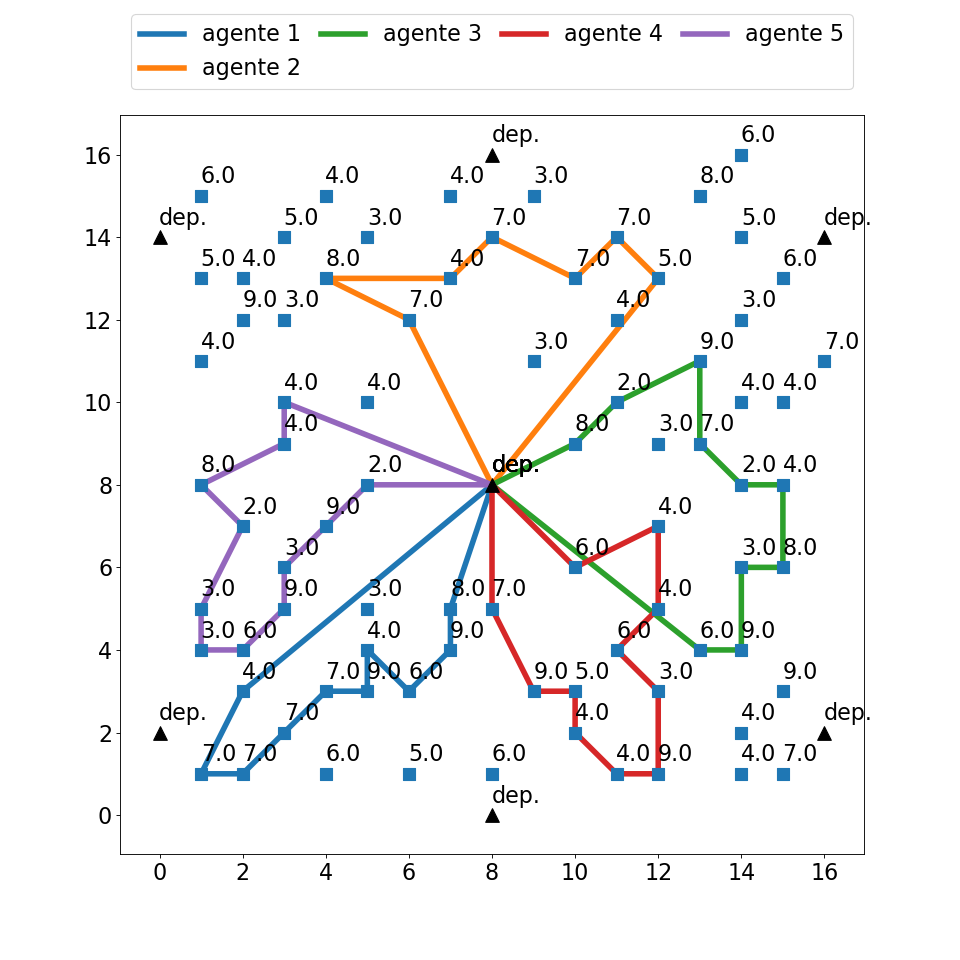 agente 1 agente 3 agente 4 agente 5
agente 2
dep. 6.0
16
6.0 4.0 4.0 3.0 8.0
dep. 5.0 3.0 7.0 7.0 5.0 dep.
14
5.0 4.0 8.0 4.0 7.0 5.0 6.0
9.0 3.0 7.0 4.0 3.0
12
4.0 3.0 9.0 7.0
4.0 4.0 2.0 4.0 4.0
10
4.0 8.0 3.0 7.0
8.0 2.0 dep. 2.0 4.0
8
2.0 9.0 4.0
3.0 6.0 3.0 8.0
6
3.0 9.0 3.0 8.0 7.0 4.0
3.0 6.0 4.0 9.0 6.0 6.0 9.0
4
4.0 7.0 9.0 6.0 9.0 5.0 3.0 9.0
dep. 7.0 4.0 4.0 dep.
2
7.0 7.0 6.0 5.0 6.0 4.0 9.0 4.0 7.0
dep.
0
0 2 4 6 8 10 12 14 16